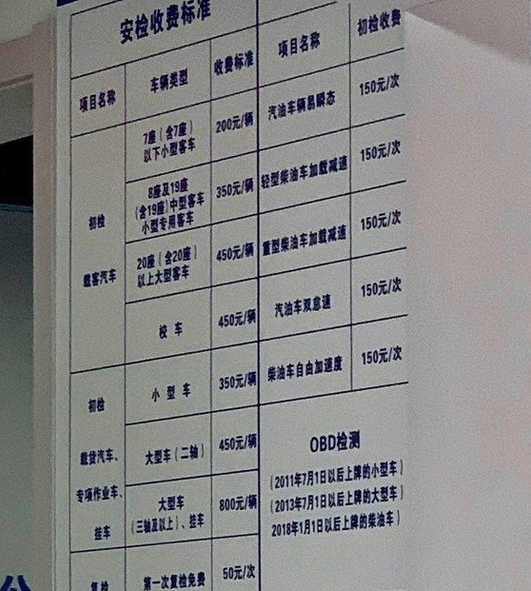 安检收费标准
项目名称 车辆类型 收费标准 项目名称 初检收费
初检
载客汽车
7座（含7座）
以下小型客车
200元/辆
8座及19座
（含19座）中型客车
小型专用客车
350元/辆
20座（含20座）
以上大型客车
450元/辆
校车
450元/辆
初检
载货汽车、
专项作业车、
挂车
小型车
350元/辆
大型车（二轴）
450元/辆
大型车
（三轴及以上）、挂车
800元/辆
复检
第一次复检免费
50元/次
汽油车辆易瞬态
150元/次
轻型柴油车加载减速
150元/次
重型柴油车加载减速
150元/次
汽油车双怠速
150元/次
柴油车自由加速度
150元/次
OBD检测
（2011年7月1日以后上牌的小型车）
（2013年7月1日以后上牌的大型车）
2018年1月1日以后上牌的柴油车）